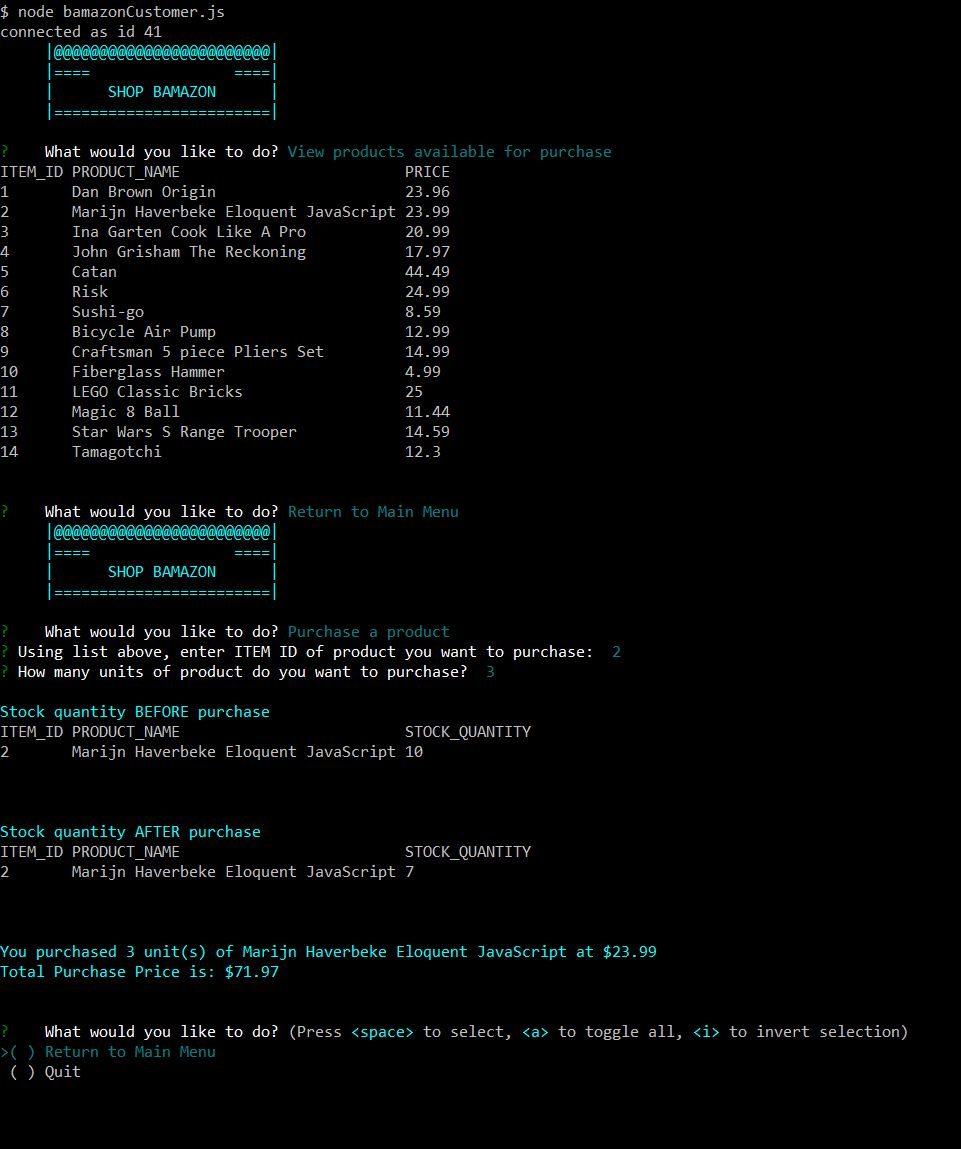 $ node bamazonCustomer.js
connected as id 41
|@@@@@@@@@@@@@@@@@@@@@@@@|
|====                ====|
|      SHOP BAMAZON      |
|========================|
?    What would you like to do? View products available for purchase
ITEM_ID PRODUCT_NAME                         PRICE
1       Dan Brown Origin                     23.96
2       Marijn Haverbeke Eloquent JavaScript 23.99
3       Ina Garten Cook Like A Pro           20.99
4       John Grisham The Reckoning           17.97
5       Catan                                44.49
6       Risk                                 24.99
7       Sushi-go                             8.59
8       Bicycle Air Pump                     12.99
9       Craftsman 5 piece Pliers Set         14.99
10      Fiberglass Hammer                    4.99
11      LEGO Classic Bricks                  25
12      Magic 8 Ball                         11.44
13      Star Wars S Range Trooper            14.59
14      Tamagotchi                           12.3
?    What would you like to do? Return to Main Menu
|@@@@@@@@@@@@@@@@@@@@@@@@|
|====                ====|
|      SHOP BAMAZON      |
|========================|
?    What would you like to do? Purchase a product
? Using list above, enter ITEM ID of product you want to purchase:  2
? How many units of product do you want to purchase?  3
Stock quantity BEFORE purchase
ITEM_ID PRODUCT_NAME                         STOCK_QUANTITY
2       Marijn Haverbeke Eloquent JavaScript 10
Stock quantity AFTER purchase
ITEM_ID PRODUCT_NAME                         STOCK_QUANTITY
2       Marijn Haverbeke Eloquent JavaScript 7
You purchased 3 unit(s) of Marijn Haverbeke Eloquent JavaScript at $23.99
Total Purchase Price is: $71.97
?    What would you like to do? (Press <space> to select, <a> to toggle all, <i> to invert selection)
>( ) Return to Main Menu
( ) Quit